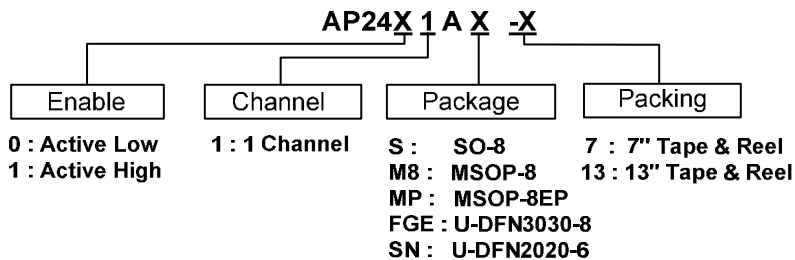 AP24X 1 A X -X
Enable
Channel
Package
Packing
0 : Active Low
1 : Active High
1 : 1 Channel
S : SO-8
M8 : MSOP-8
MP : MSOP-8EP
FGE : U-DFN3030-8
SN : U-DFN2020-6
7 : 7" Tape & Reel
13 : 13" Tape & Reel